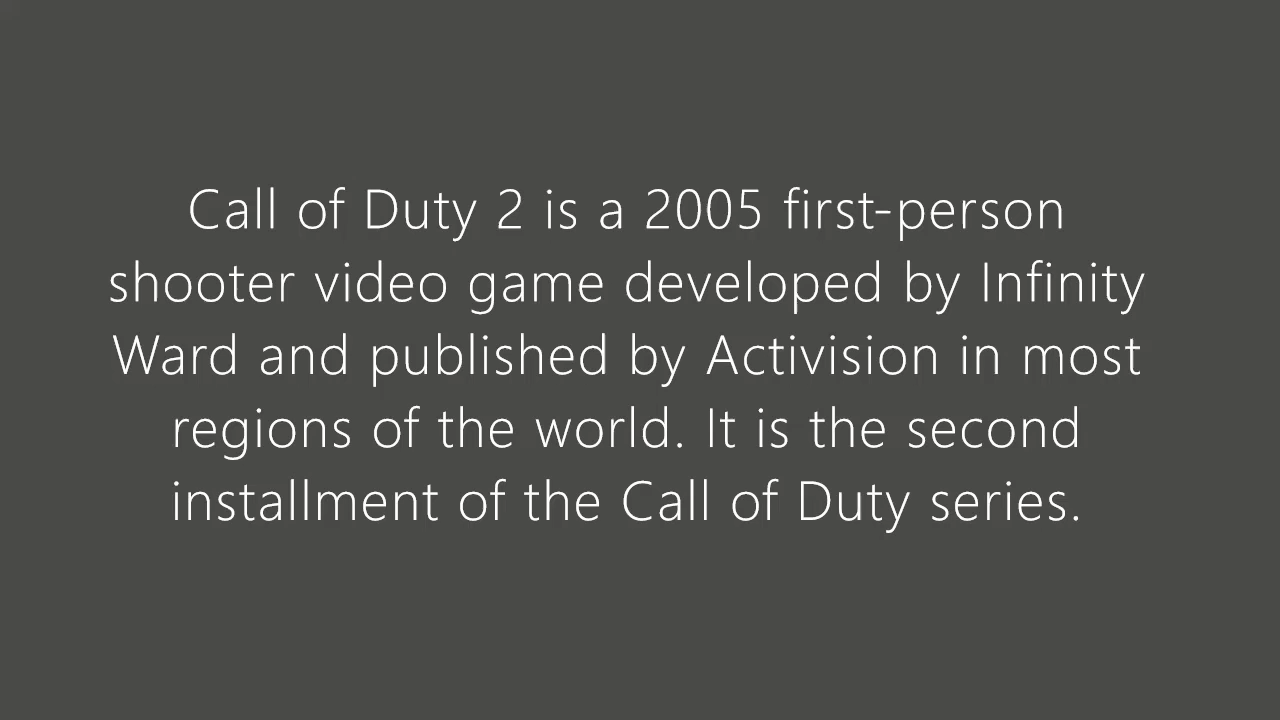 Call of Duty 2 is a 2005 first-person
shooter video game developed by Infinity
Ward and published by Activision in most
regions of the world. It is the second
installment of the Call of Duty series.